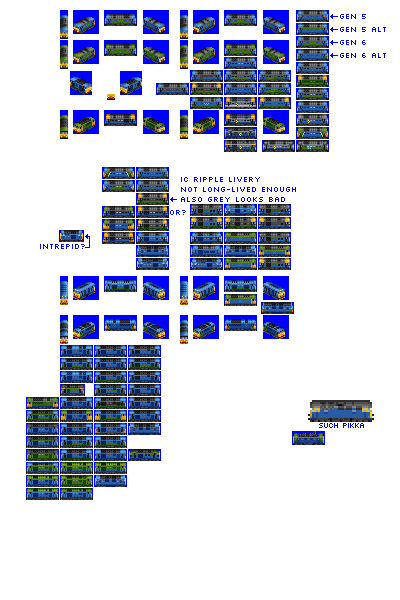 ← GEN 5
← GEN 5 ALT
← GEN 6
← GEN 6 ALT
IC RIPPLE LIVERY
NOT LONG-LIVED ENOUGH
← ALSO GREY LOOKS BAD
OR?
INTREPID?
SUCH PIKKA